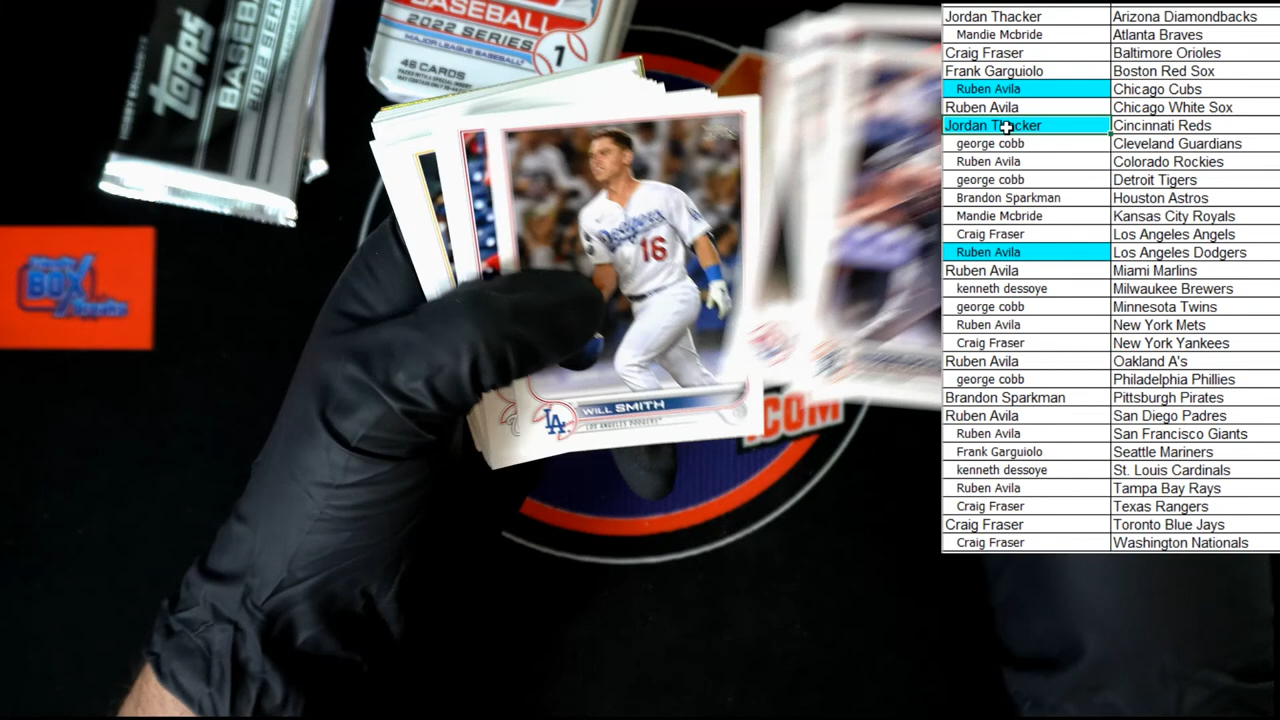 topps
BASEBALL
2022 SERIES
BASEBALL
2022 SERIES 1
MAJOR LEAGUE BASEBALL
46 CARDS
BOX
16
WILL SMITH
LOS ANGELES DODGERS
LA
.COM
Jordan Thacker Arizona Diamondbacks
Mandie Mcbride Atlanta Braves
Craig Fraser Baltimore Orioles
Frank Garguiolo Boston Red Sox
Ruben Avila Chicago Cubs
Ruben Avila Chicago White Sox
Jordan Thacker Cincinnati Reds
george cobb Cleveland Guardians
Ruben Avila Colorado Rockies
george cobb Detroit Tigers
Brandon Sparkman Houston Astros
Mandie Mcbride Kansas City Royals
Craig Fraser Los Angeles Angels
Ruben Avila Los Angeles Dodgers
Ruben Avila Miami Marlins
kenneth dessoye Milwaukee Brewers
george cobb Minnesota Twins
Ruben Avila New York Mets
Craig Fraser New York Yankees
Ruben Avila Oakland A's
george cobb Philadelphia Phillies
Brandon Sparkman Pittsburgh Pirates
Ruben Avila San Diego Padres
Ruben Avila San Francisco Giants
Frank Garguiolo Seattle Mariners
kenneth dessoye St. Louis Cardinals
Ruben Avila Tampa Bay Rays
Craig Fraser Texas Rangers
Craig Fraser Toronto Blue Jays
Craig Fraser Washington Nationals